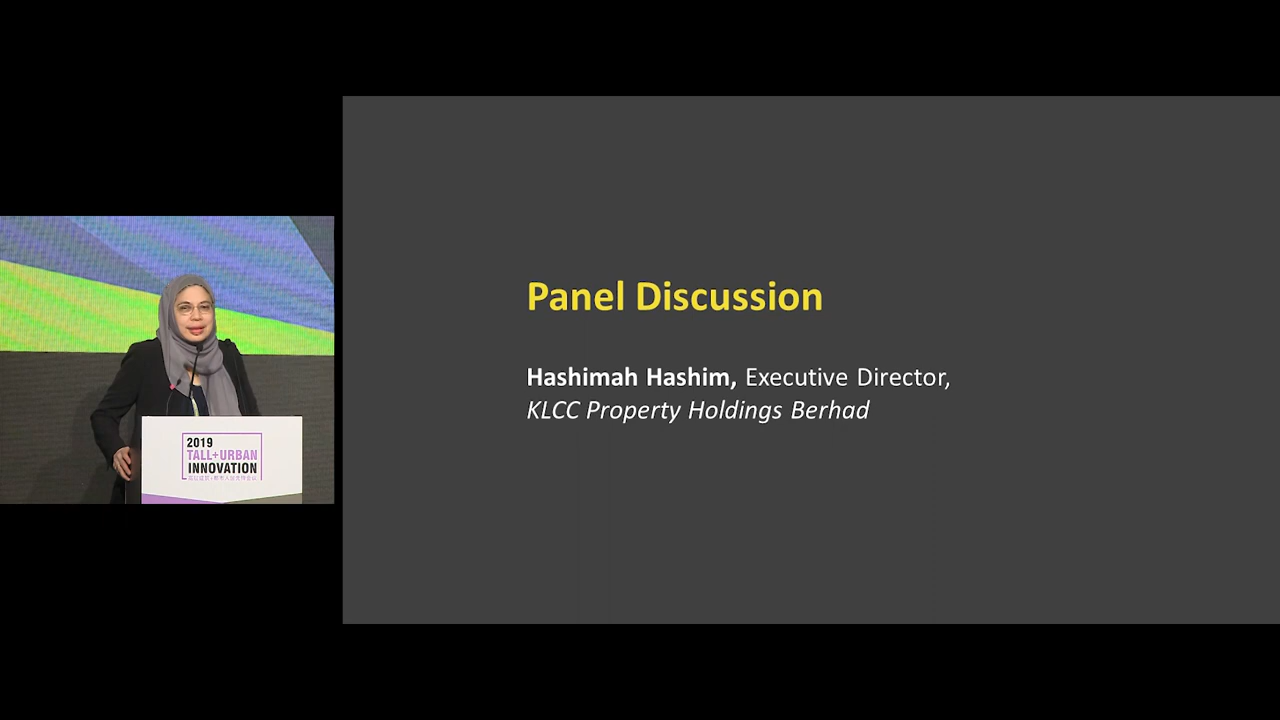 Panel Discussion
Hashimah Hashim, Executive Director,
KLCC Property Holdings Berhad
2019
TALL+URBAN
INNOVATION